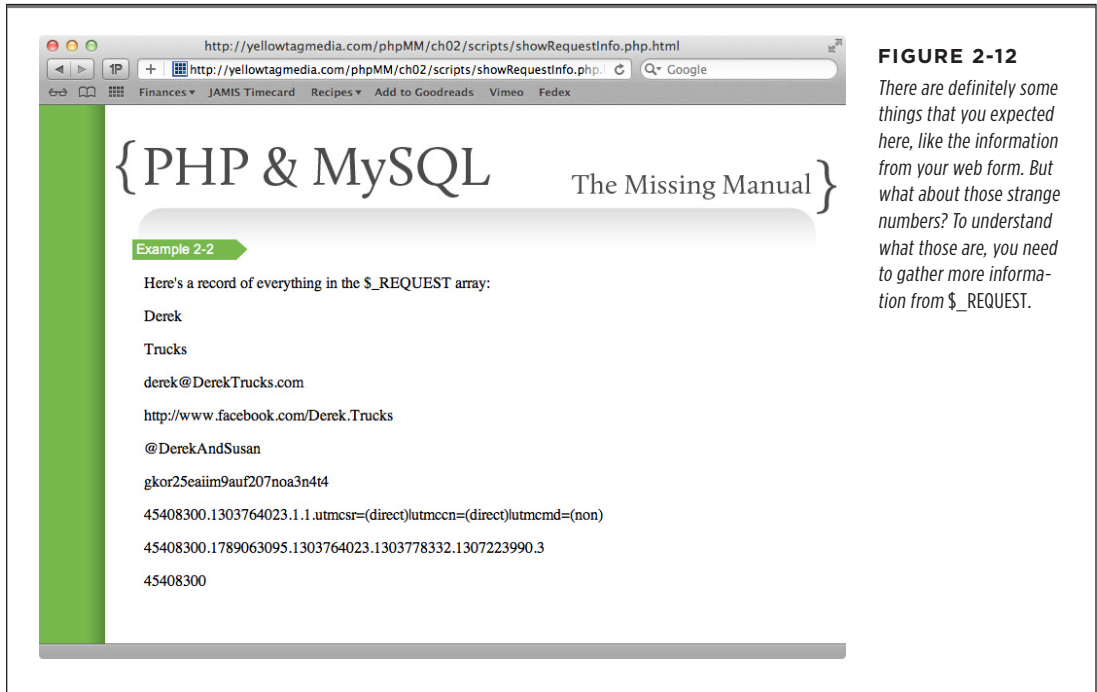 http://yellowtagmedia.com/phpMM/ch02/scripts/showRequestInfo.php.html
1P + http://yellowtagmedia.com/phpMM/ch02/scripts/showRequestInfo.php. Google
Finances JAMIS Timecard Recipes Add to Goodreads Vimeo Fedex
{PHP & MySQL
The Missing Manual}
Example 2-2
Here's a record of everything in the $_REQUEST array:
Derek
Trucks
derek@DerekTrucks.com
http://www.facebook.com/Derek.Trucks
@DerekAndSusan
gkor25eaiim9auf207noa3n4t4
45408300.1303764023.1.1.utmcsr=(direct)|utmccn=(direct)|utmcmd=(non)
45408300.1789063095.1303764023.1303778332.1307223990.3
45408300
FIGURE 2-12
There are definitely some
things that you expected
here, like the information
from your web form. But
what about those strange
numbers? To understand
what those are, you need
to gather more informa-
tion from $_REQUEST.